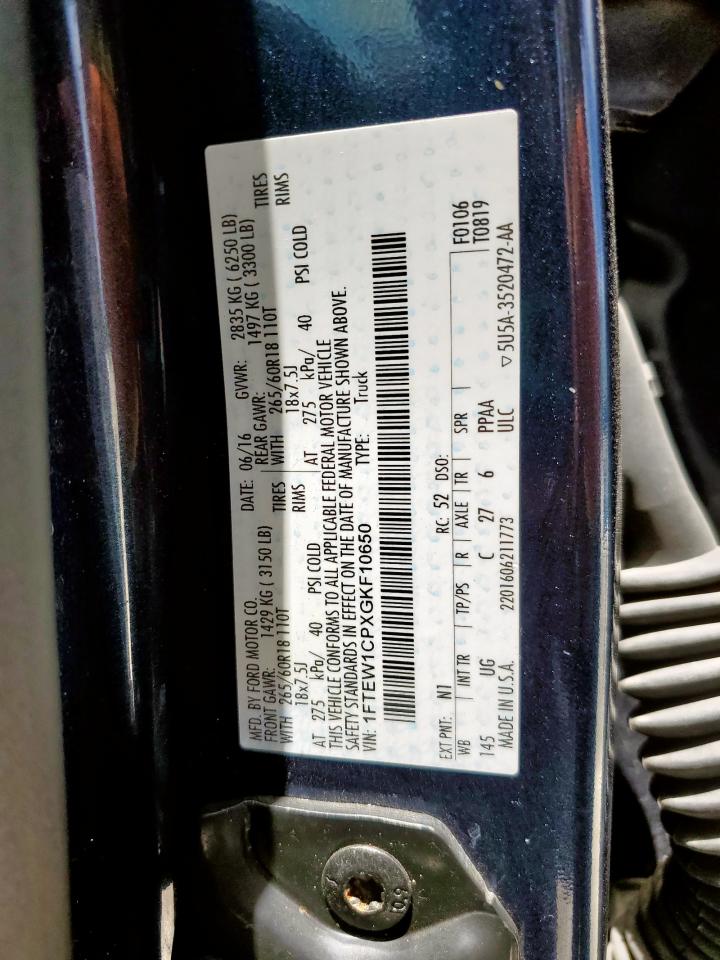 MFD. BY FORD MOTOR CO.
DATE: 06/16 GVWR: 2835 KG ( 6250 LB)
FRONT GAWR: 1429 KG ( 3150 LB) REAR GAWR: 1497 KG ( 3300 LB)
WITH 265/60R18 110T TIRES WITH 265/60R18 110T TIRES
18x7.5J RIMS 18x7.5J RIMS
AT 275 kPa/ 40 PSI COLD AT 275 kPa/ 40 PSI COLD
THIS VEHICLE CONFORMS TO ALL APPLICABLE FEDERAL MOTOR VEHICLE
SAFETY STANDARDS IN EFFECT ON THE DATE OF MANUFACTURE SHOWN ABOVE.
VIN: 1FTEW1CPXGKF10650 TYPE: Truck
F0106
EXT PNT: N1 RC: 52 DSO: T0819
WB INT TR TP/PS R AXLE TR SPR
145 UG C 27 6 PPAA
MADE IN U.S.A. 2201606211773 ULC ▽ 5U5A-3520472-AA
10.9